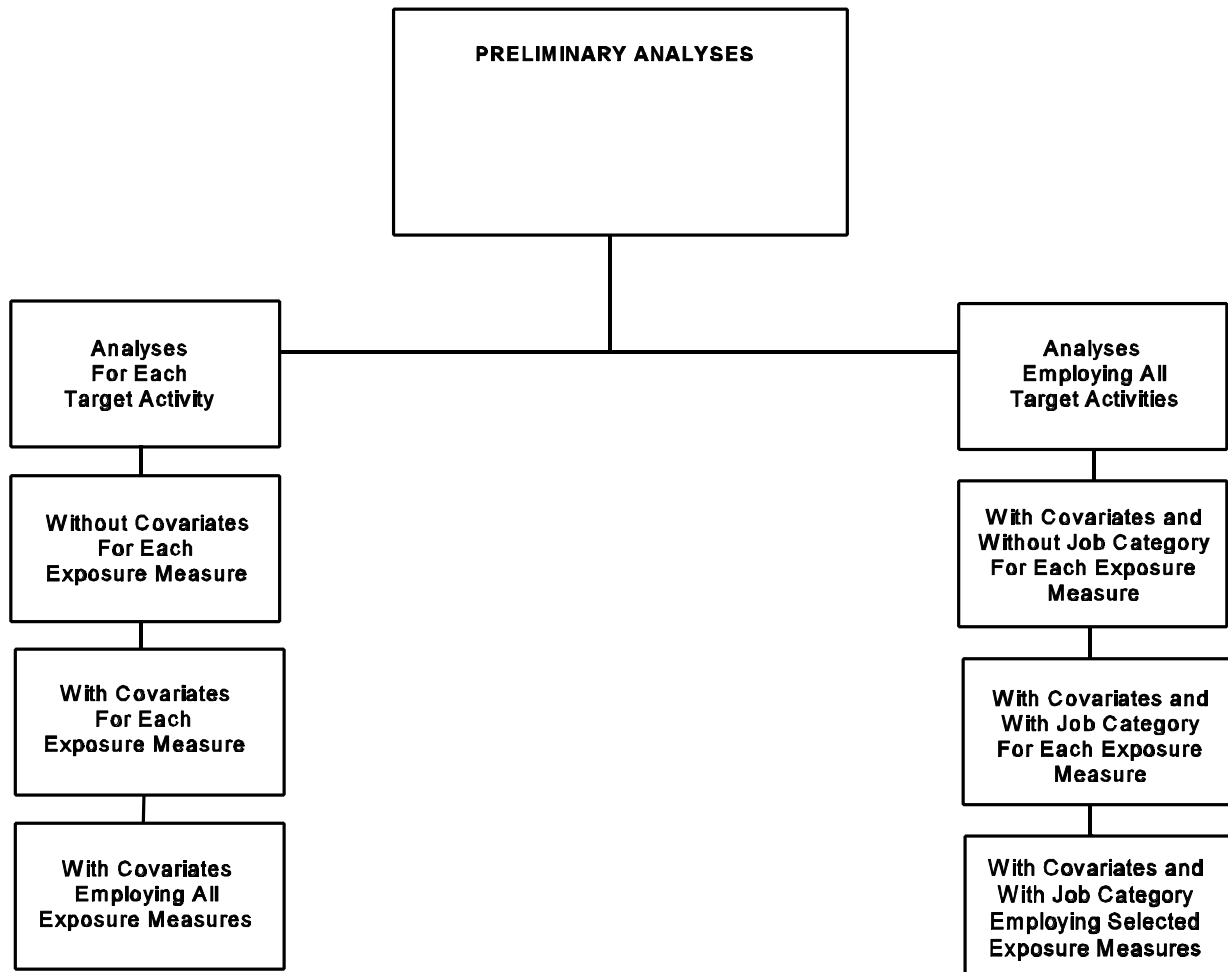 PRELIMINARY ANALYSES
Analyses
For Each
Target Activity
Without Covariates
For Each
Exposure Measure
With Covariates
For Each
Exposure Measure
With Covariates
Employing All
Exposure Measures
Analyses
Employing All
Target Activities
With Covariates and
Without Job Category
For Each Exposure
Measure
With Covariates and
With Job Category
For Each Exposure
Measure
With Covariates and
With Job Category
Employing Selected
Exposure Measures